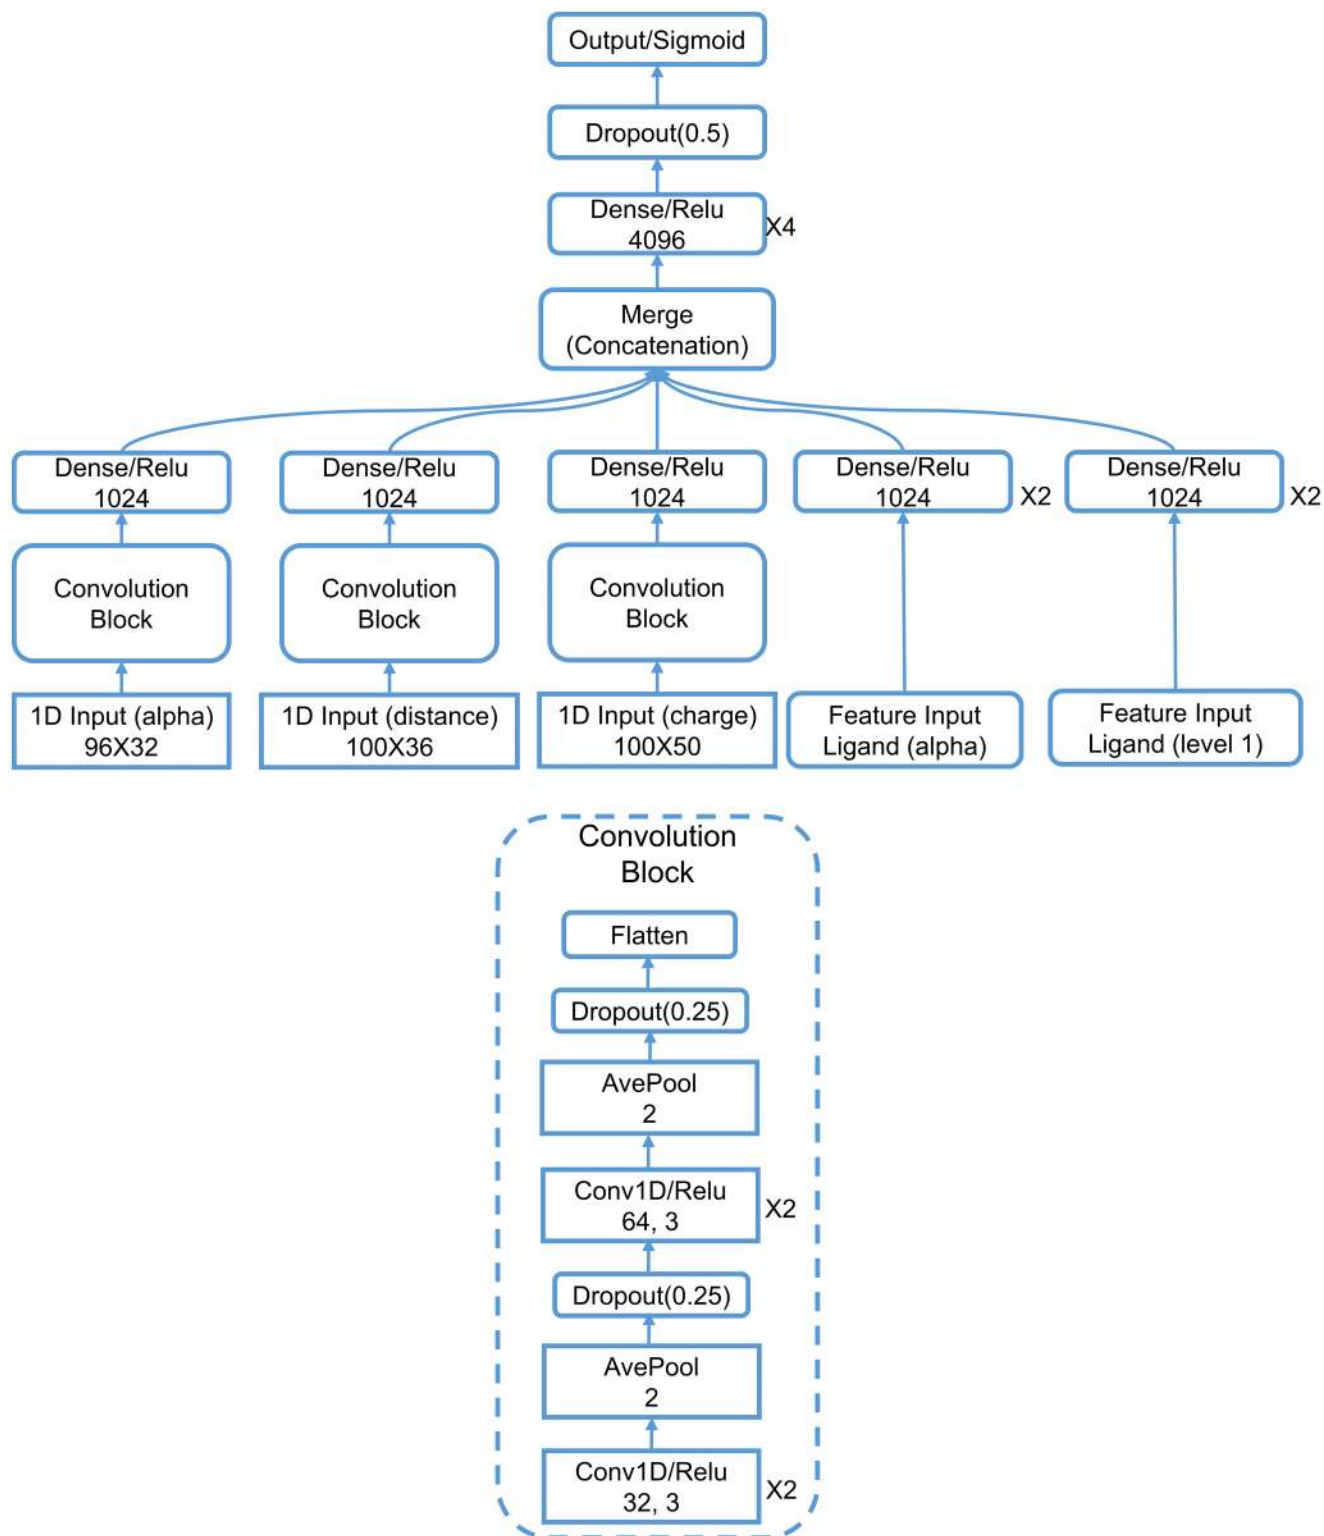 Output/Sigmoid
Dropout(0.5)
Dense/Relu
4096
X4
Merge
(Concatenation)
Dense/Relu
1024
Dense/Relu
1024
Dense/Relu
1024
Dense/Relu
1024
X2
Dense/Relu
1024
X2
Convolution
Block
Convolution
Block
Convolution
Block
1D Input (alpha)
96X32
1D Input (distance)
100X36
1D Input (charge)
100X50
Feature Input
Ligand (alpha)
Feature Input
Ligand (level 1)
Convolution
Block
Flatten
Dropout(0.25)
AvePool
2
Conv1D/Relu
64, 3
X2
Dropout(0.25)
AvePool
2
Conv1D/Relu
32, 3
X2